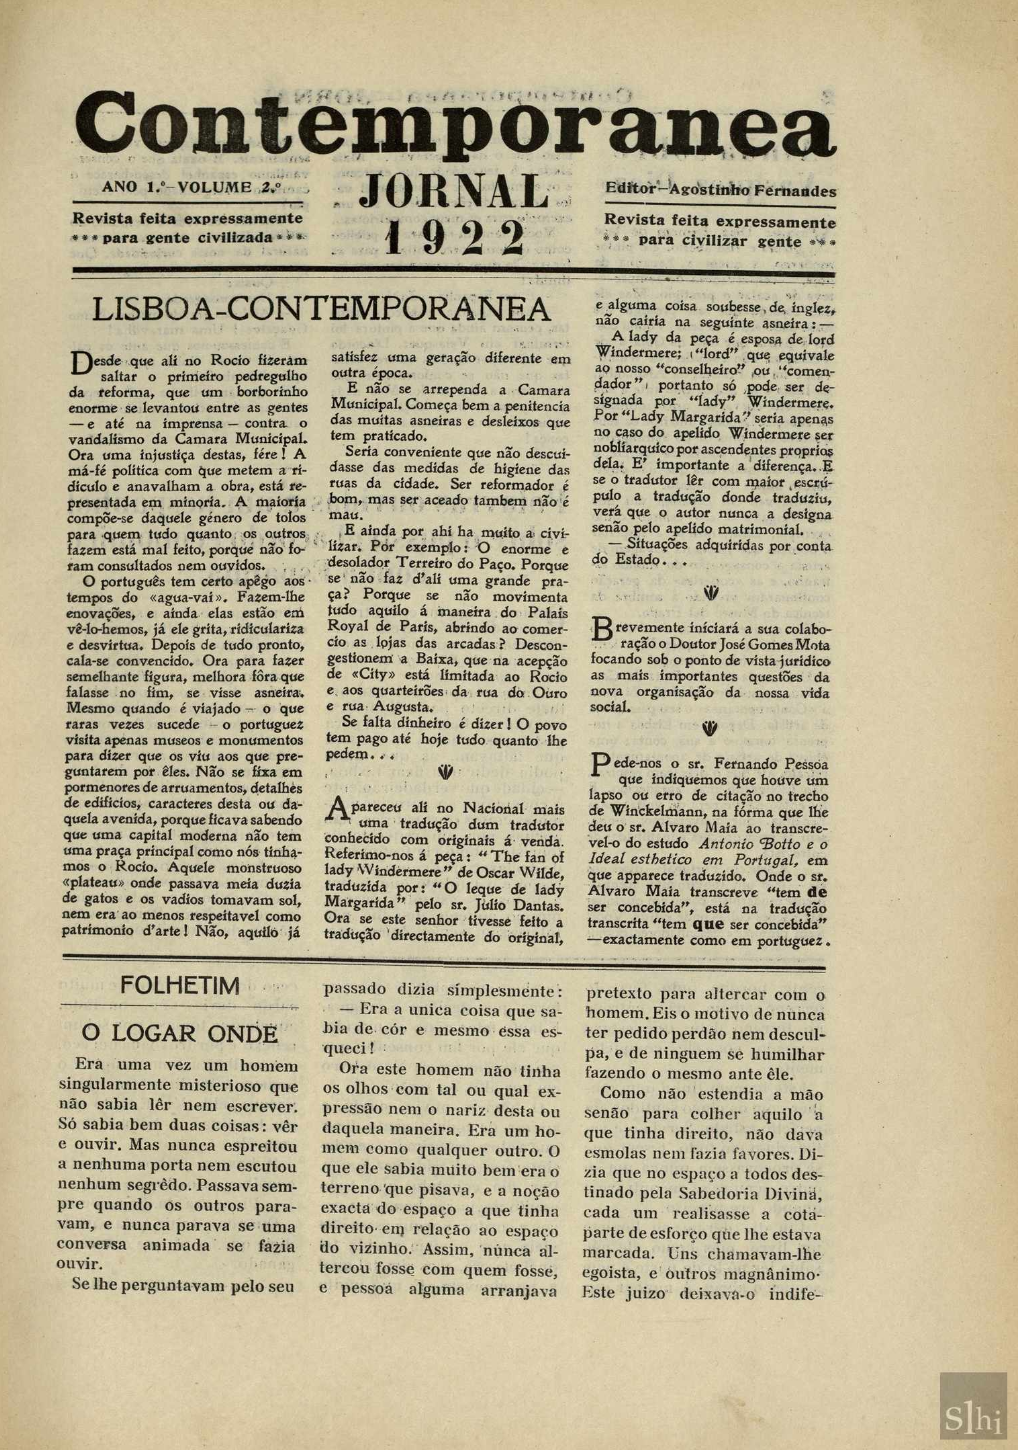 Contemporanea
ANO 1.º—VOLUME 2.º
Revista feita expressamente
*** para gente civilizada ***
JORNAL
1922
Editor—Agostinho Fernandes
Revista feita expressamente
*** para civilizar gente ***
LISBOA-CONTEMPORANEA
Desde que ali no Rocio fizeram
saltar o primeiro pedregulho
da reforma, que um borborinho
enorme se levantou entre as gentes
— e até na imprensa — contra o
vandalismo da Camara Municipal.
Ora uma injustiça destas, fére! A
má-fé politica com que metem a ri-
dículo e anavalham a obra, está re-
presentada em minoria. A maioria
compõe-se daquele género de tolos
para quem tudo quanto os outros
fazem está mal feito, porque não fo-
ram consultados nem ouvidos.
O português tem certo apêgo aos
tempos do «agua-vai». Fazem-lhe
enovações, e ainda elas estão em
vê-lo-hemos, já ele grita, ridiculariza
e desvirtua. Depois de tudo pronto,
cala-se convencido. Ora para fazer
semelhante figura, melhora fôra que
falasse no fim, se visse asneira.
Mesmo quando é viajado — o que
raras vezes sucede — o portuguez
visita apenas museos e monumentos
para dizer que os viu aos que pre-
guntarem por êles. Não se fixa em
pormenores de arruamentos, detalhes
de edificios, caracteres desta ou da-
quela avenida, porque ficava sabendo
que uma capital moderna não tem
uma praça principal como nós tinha-
mos o Rocio. Aquele monstruoso
«plateau» onde passava meia duzia
de gatos e os vadios tomavam sol,
nem era ao menos respeitavel como
patrimonio d'arte! Não, aquilo já
satisfez uma geração diferente em
outra época.
E não se arrependa a Camara
Municipal. Começa bem a penitencia
das muitas asneiras e desleixos que
tem praticado.
Seria conveniente que não descui-
dasse das medidas de higiene das
ruas da cidade. Ser reformador é
bom, mas ser aceado tambem não é
mau.
E ainda por ahi ha muito a civi-
lizar. Por exemplo: O enorme e
desolador Terreiro do Paço. Porque
se não faz d'ali uma grande pra-
ça? Porque se não movimenta
tudo aquilo á maneira do Palais
Royal de Paris, abrindo ao comer-
cio as lojas das arcadas? Descon-
gestionem a Baixa, que na acepção
de «City» está limitada ao Rocio
e aos quarteirões da rua do Ouro
e rua Augusta.
Se falta dinheiro é dizer! O povo
tem pago até hoje tudo quanto lhe
pedem...
Apareceu ali no Nacional mais
uma tradução dum tradutor
conhecido com originais á venda.
Referimo-nos á peça: "The fan of
lady Windermere" de Oscar Wilde,
traduzida por: "O leque de lady
Margarida" pelo sr. Júlio Dantas.
Ora se este senhor tivesse feito a
tradução directamente do original,
e alguma coisa soubesse de inglez,
não cairia na seguinte asneira: —
A lady da peça é esposa de lord
Windermere; "lord" que equivale
ao nosso "conselheiro" ou "comen-
dador", portanto só pode ser de-
signada por "lady" Windermere.
Por "Lady Margarida" seria apenas
no caso do apelido Windermere ser
nobliarquico por ascendentes proprios
dela. E' importante a diferença. E
se o tradutor lêr com maior escrú-
pulo a tradução donde traduziu,
verá que o autor nunca a designa
senão pelo apelido matrimonial.
— Situações adquiridas por conta
do Estado...
Brevemente iniciará a sua colabo-
ração o Doutor José Gomes Mota
focando sob o ponto de vista juridico
as mais importantes questões da
nova organisação da nossa vida
social.
Pede-nos o sr. Fernando Pessoa
que indiquemos que houve um
lapso ou erro de citação no trecho
de Winckelmann, na fórma que lhe
deu o sr. Alvaro Maia ao transcre-
vel-o do estudo Antonio Botto e o
Ideal esthetico em Portugal, em
que apparece traduzido. Onde o sr.
Alvaro Maia transcreve "tem de
ser concebida", está na tradução
transcrita "tem que ser concebida"
—exactamente como em portuguez.
FOLHETIM
O LOGAR ONDE
Era uma vez um homem
singularmente misterioso que
não sabia lêr nem escrever.
Só sabia bem duas coisas: vêr
e ouvir. Mas nunca espreitou
a nenhuma porta nem escutou
nenhum segrêdo. Passava sem-
pre quando os outros para-
vam, e nunca parava se uma
conversa animada se fazia
ouvir.
Se lhe perguntavam pelo seu
passado dizia simplesmente:
— Era a unica coisa que sa-
bia de cór e mesmo essa es-
queci!
Ora este homem não tinha
os olhos com tal ou qual ex-
pressão nem o nariz desta ou
daquela maneira. Era um ho-
mem como qualquer outro. O
que ele sabia muito bem era o
terreno que pisava, e a noção
exacta do espaço a que tinha
direito em relação ao espaço
do vizinho. Assim, nunca al-
tercou fosse com quem fosse,
e pessoa alguma arranjava
pretexto para altercar com o
homem. Eis o motivo de nunca
ter pedido perdão nem descul-
pa, e de ninguem se humilhar
fazendo o mesmo ante êle.
Como não estendia a mão
senão para colher aquilo a
que tinha direito, não dava
esmolas nem fazia favores. Di-
zia que no espaço a todos des-
tinado pela Sabedoria Divina,
cada um realisasse a cota-
parte de esforço que lhe estava
marcada. Uns chamavam-lhe
egoista, e outros magnânimo.
Este juizo deixava-o indife-
slhi